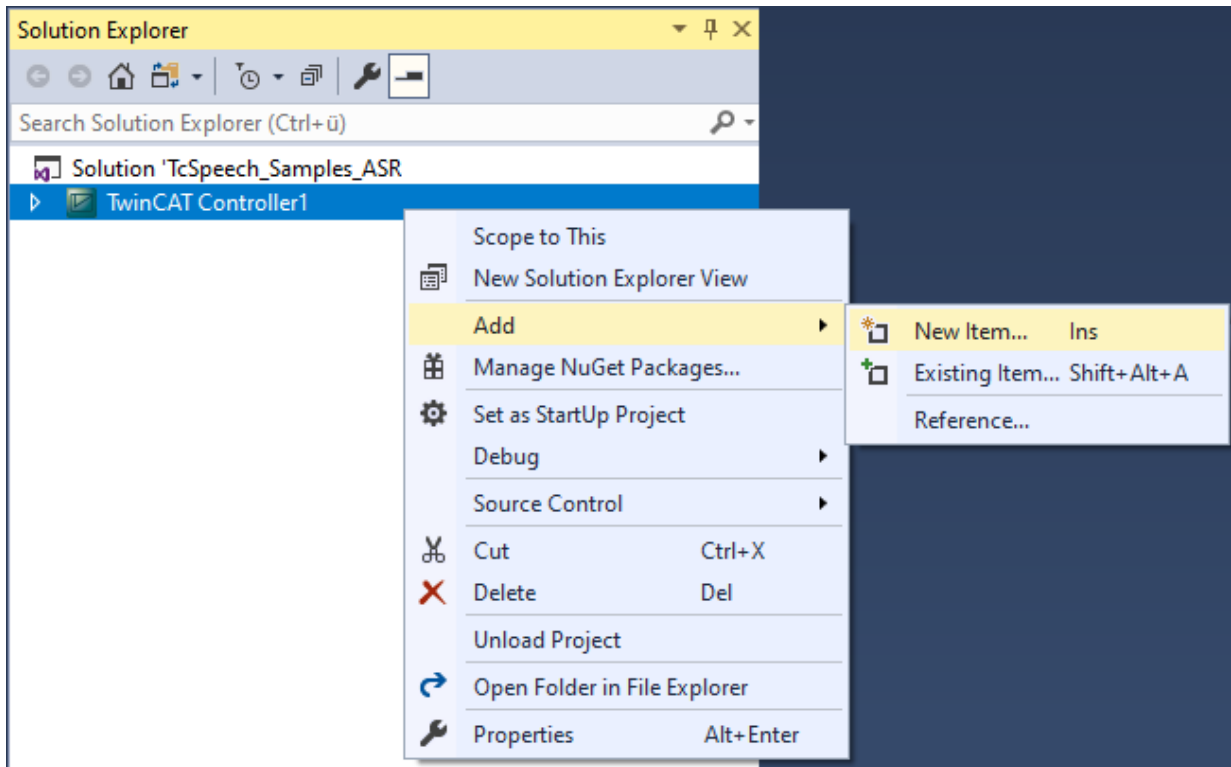 Solution Explorer
Search Solution Explorer (Ctrl+ü)
Solution 'TcSpeech_Samples_ASR
TwinCAT Controller1
Scope to This
New Solution Explorer View
Add
Manage NuGet Packages...
Set as StartUp Project
Debug
Source Control
Cut Ctrl+X
Delete Del
Unload Project
Open Folder in File Explorer
Properties Alt+Enter
New Item... Ins
Existing Item... Shift+Alt+A
Reference...